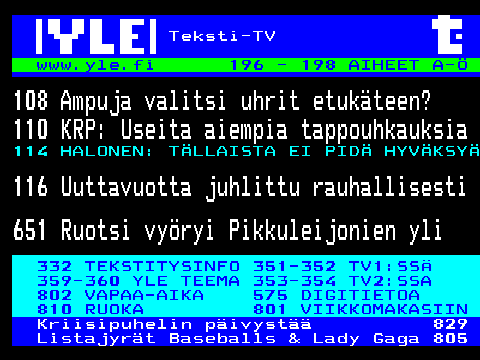 YLE Teksti-TV t:
www.yle.fi 196 - 198 AIHEET A-Ö
108 Ampuja valitsi uhrit etukäteen?
110 KRP: Useita aiempia tappouhkauksia
114 HALONEN: TÄLLAISTA EI PIDÄ HYVÄKSYÄ
116 Uuttavuotta juhlittu rauhallisesti
651 Ruotsi vyöryi Pikkuleijonien yli
332 TEKSTITYSINFO 351-352 TV1:SSÄ
359-360 YLE TEEMA 353-354 TV2:SSA
802 VAPAA-AIKA 575 DIGITIETOA
810 RUOKA 801 VIIKKOMAKASIIN
Kriisipuhelin päivystää 829
Listajyrät Baseballs & Lady Gaga 805